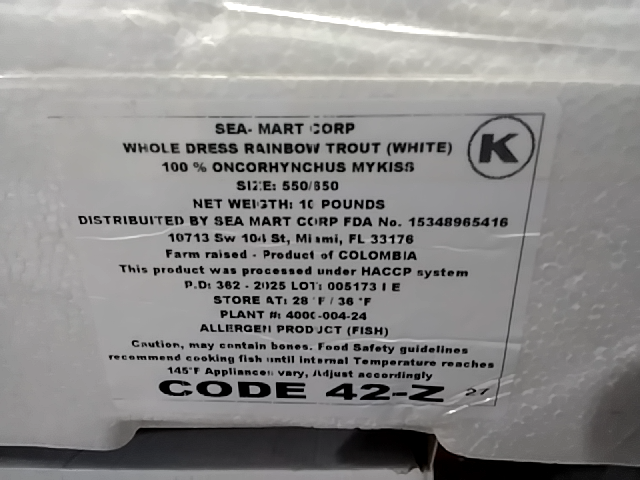 SEA- MART CORP
K
WHOLE DRESS RAINBOW TROUT (WHITE)
100 % ONCORHYNCHUS MYKISS
SIZE: 550/650
NET WEIGTH: 10 POUNDS
DISTRIBUITED BY SEA MART CORP FDA No. 15348965416
10713 Sw 104 St, Miami, FL 33176
Farm raised - Product of COLOMBIA
This product was processed under HACCP system
P.D: 362 - 2025 LOT: 005173
STORE AT: 28 °F / 36 °F
PLANT #: 4000-004-24
ALLERGEN PRODUCT (FISH)
Caution, may contain bones. Food Safety guidelines
recommend cooking fish until internal Temperature reaches
145°F Appliances vary, Adjust accordingly
CODE 42-Z 27